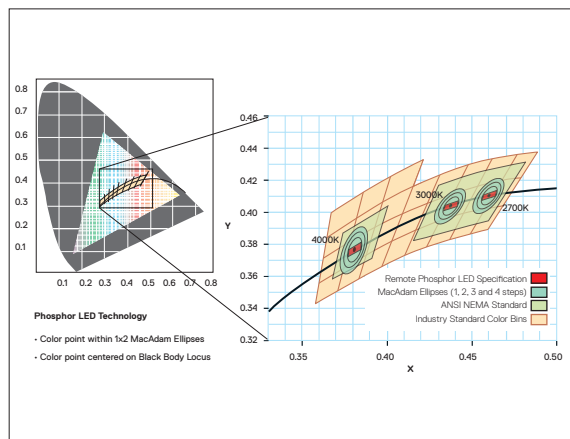 0.8
0.7
0.6
0.5
0.4
0.3
0.2
0.1
0.1 0.2 0.3 0.4 0.5 0.6 0.7 0.8
Y
Phosphor LED Technology
• Color point within 1x2 MacAdam Ellipses
• Color point centered on Black Body Locus
0.46
0.44
0.42
0.40
0.38
0.36
0.34
0.32
4000K
3000K
2700K
Remote Phosphor LED Specification
MacAdam Ellipses (1, 2, 3 and 4 steps)
ANSI NEMA Standard
Industry Standard Color Bins
0.35 0.40 0.45 0.50
X